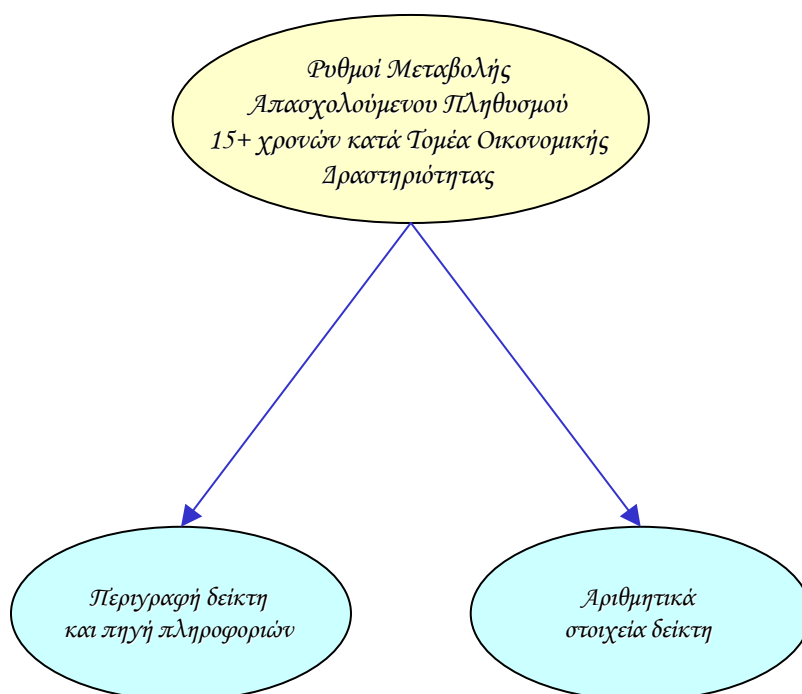 Ρυθμοί Μεταβολής
Απασχολούμενου Πληθυσμού
15+ χρονών κατά Τομέα Οικονομικής
Δραστηριότητας
Περιγραφή δείκτη
και πηγή πληροφοριών
Αριθμητικά
στοιχεία δείκτη